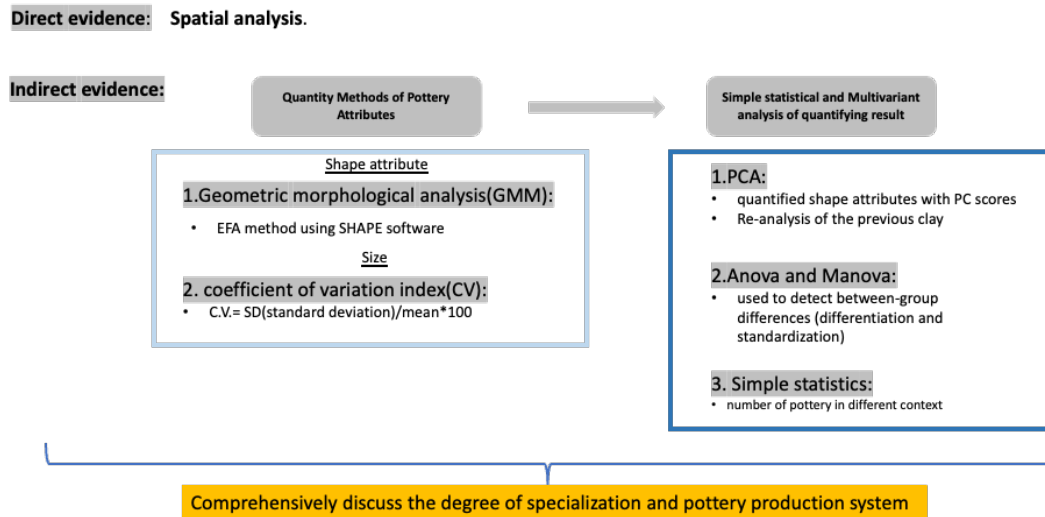 Direct evidence: Spatial analysis.
Indirect evidence:
Quantity Methods of Pottery
Attributes
Simple statistical and Multivariant
analysis of quantifying result
Shape attribute
1.Geometric morphological analysis(GMM):
• EFA method using SHAPE software
Size
2. coefficient of variation index(CV):
• C.V.= SD(standard deviation)/mean*100
1.PCA:
• quantified shape attributes with PC scores
• Re-analysis of the previous clay
2.Anova and Manova:
• used to detect between-group
differences (differentiation and
standardization)
3. Simple statistics:
• number of pottery in different context
Comprehensively discuss the degree of specialization and pottery production system